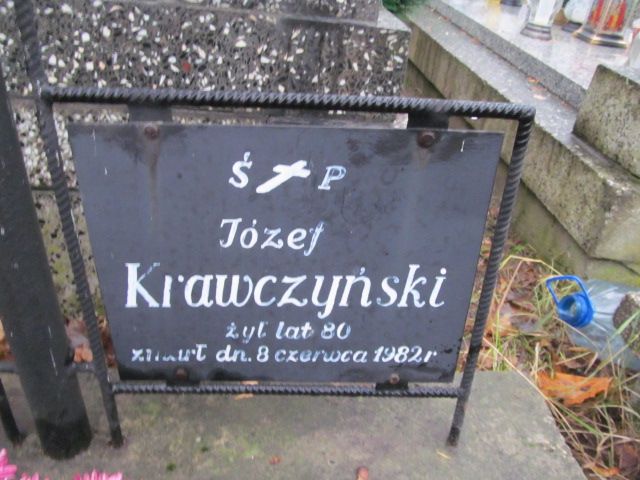 Ś P
Józef
Krawczyński
żył lat 80
zmarł dn. 8 czerwca 1982 r